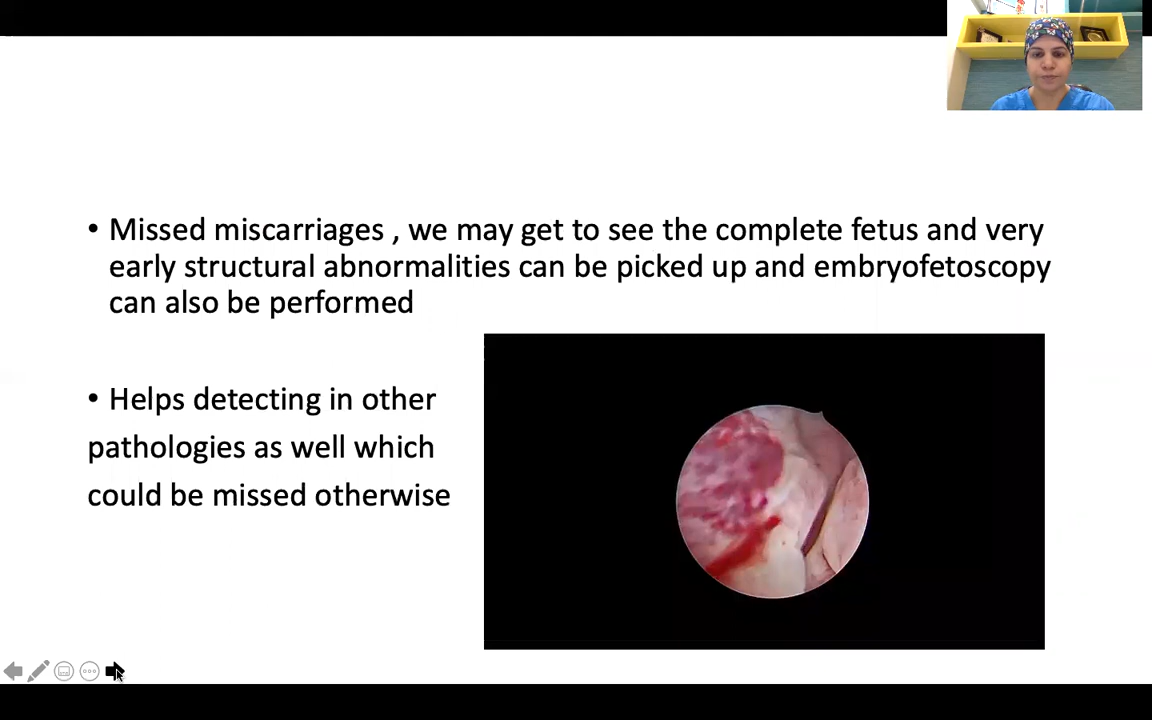 • Missed miscarriages , we may get to see the complete fetus and very
early structural abnormalities can be picked up and embryofetoscopy
can also be performed
• Helps detecting in other
pathologies as well which
could be missed otherwise